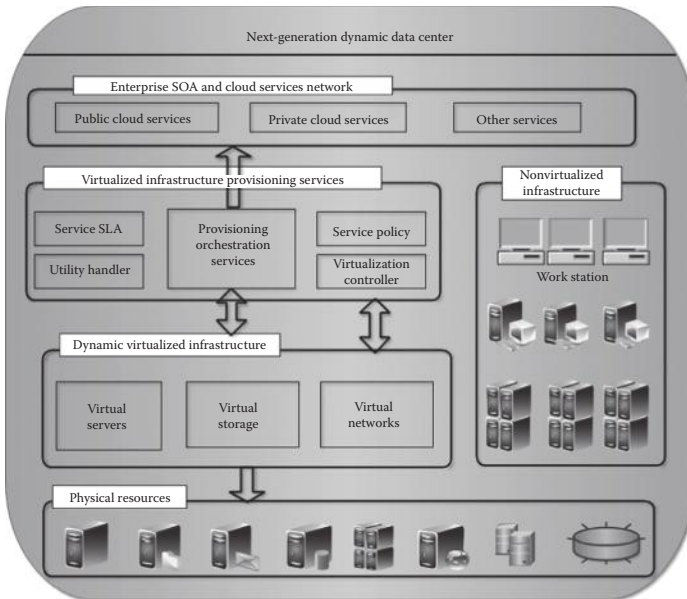 Next-generation dynamic data center
Enterprise SOA and cloud services network
Public cloud services
Private cloud services
Other services
Virtualized infrastructure provisioning services
Service SLA
Provisioning
orchestration
services
Service policy
Utility handler
Virtualization
controller
Nonvirtualized
infrastructure
Work station
Dynamic virtualized infrastructure
Virtual
servers
Virtual
storage
Virtual
networks
Physical resources